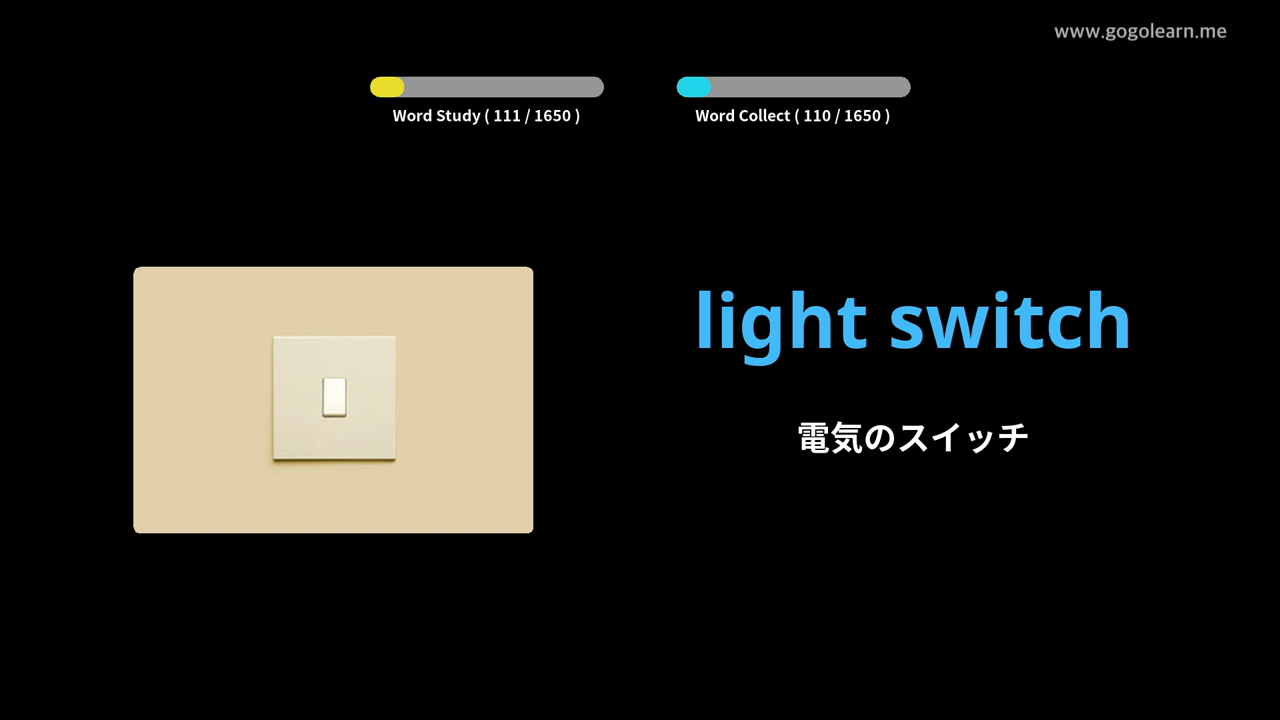 www.gogolearn.me
Word Study ( 111 / 1650 )
Word Collect ( 110 / 1650 )
light switch
電気のスイッチ